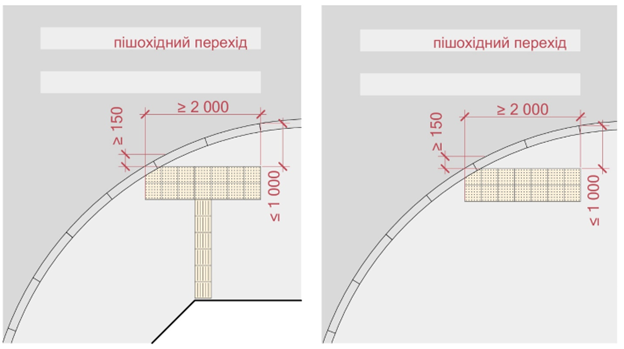 пішохідний перехід
≥ 2 000
≥ 150
≤ 1 000
пішохідний перехід
≥ 2 000
≥ 150
≤ 1 000